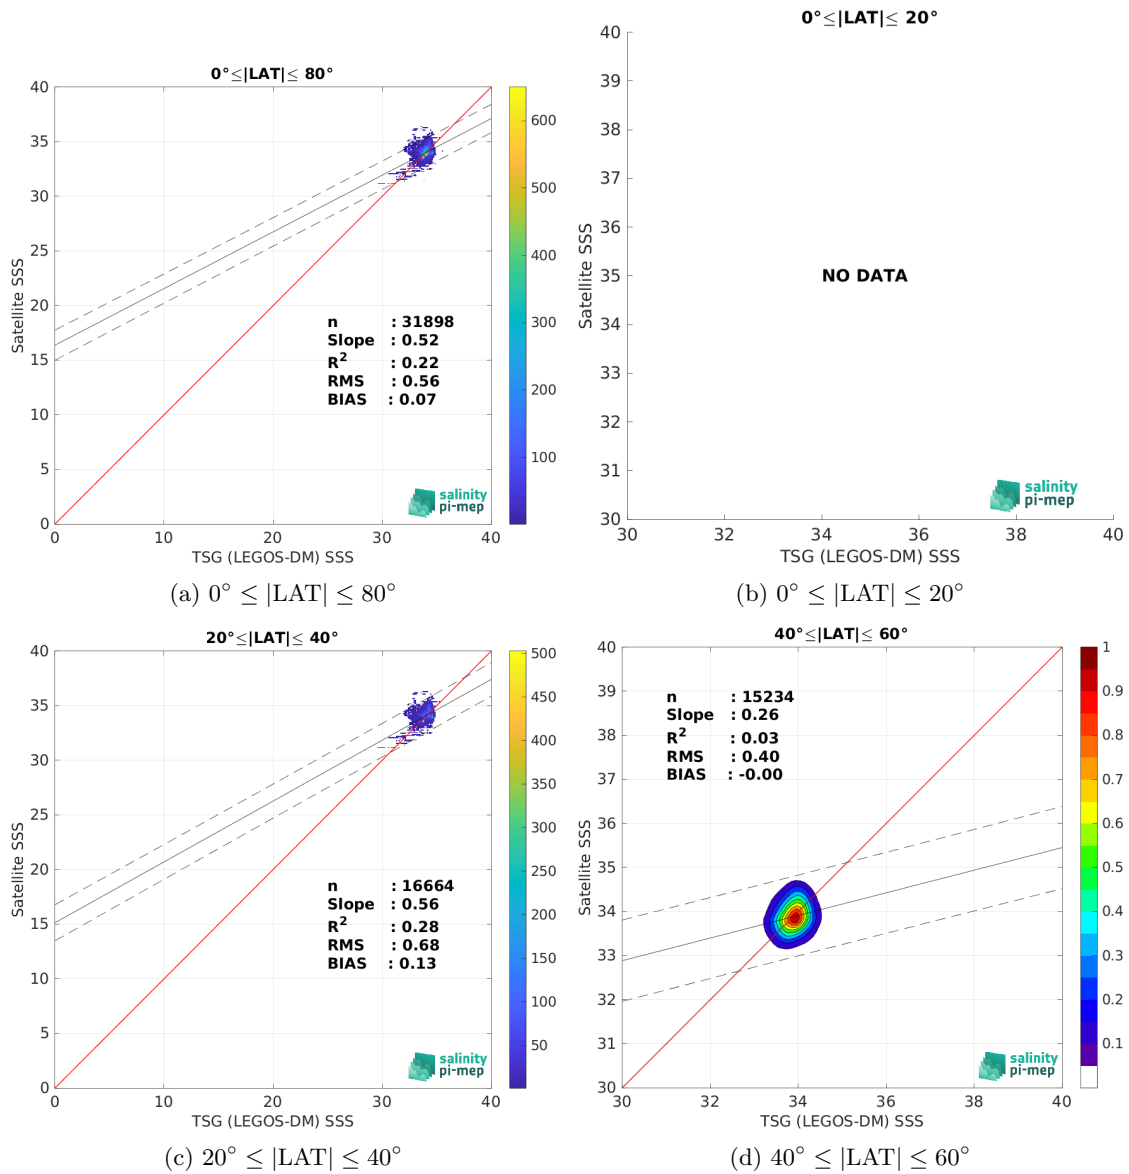 0°≤|LAT|≤ 80°
40
35
30
25
20
15
10
5
0
0
10
20
30
40
Satellite SSS
TSG (LEGOS-DM) SSS
n : 31898
Slope : 0.52
R² : 0.22
RMS : 0.56
BIAS : 0.07
salinity
pi-mep
600
500
400
300
200
100
(a) 0° ≤ |LAT| ≤ 80°
0°≤|LAT|≤ 20°
40
39
38
37
36
35
34
33
32
31
30
30
32
34
36
38
40
Satellite SSS
TSG (LEGOS-DM) SSS
NO DATA
salinity
pi-mep
(b) 0° ≤ |LAT| ≤ 20°
20°≤|LAT|≤ 40°
40
35
30
25
20
15
10
5
0
0
10
20
30
40
Satellite SSS
TSG (LEGOS-DM) SSS
n : 16664
Slope : 0.56
R² : 0.28
RMS : 0.68
BIAS : 0.13
salinity
pi-mep
500
450
400
350
300
250
200
150
100
50
(c) 20° ≤ |LAT| ≤ 40°
40°≤|LAT|≤ 60°
40
39
38
37
36
35
34
33
32
31
30
30
32
34
36
38
40
Satellite SSS
TSG (LEGOS-DM) SSS
n : 15234
Slope : 0.26
R² : 0.03
RMS : 0.40
BIAS : -0.00
salinity
pi-mep
1
0.9
0.8
0.7
0.6
0.5
0.4
0.3
0.2
0.1
(d) 40° ≤ |LAT| ≤ 60°